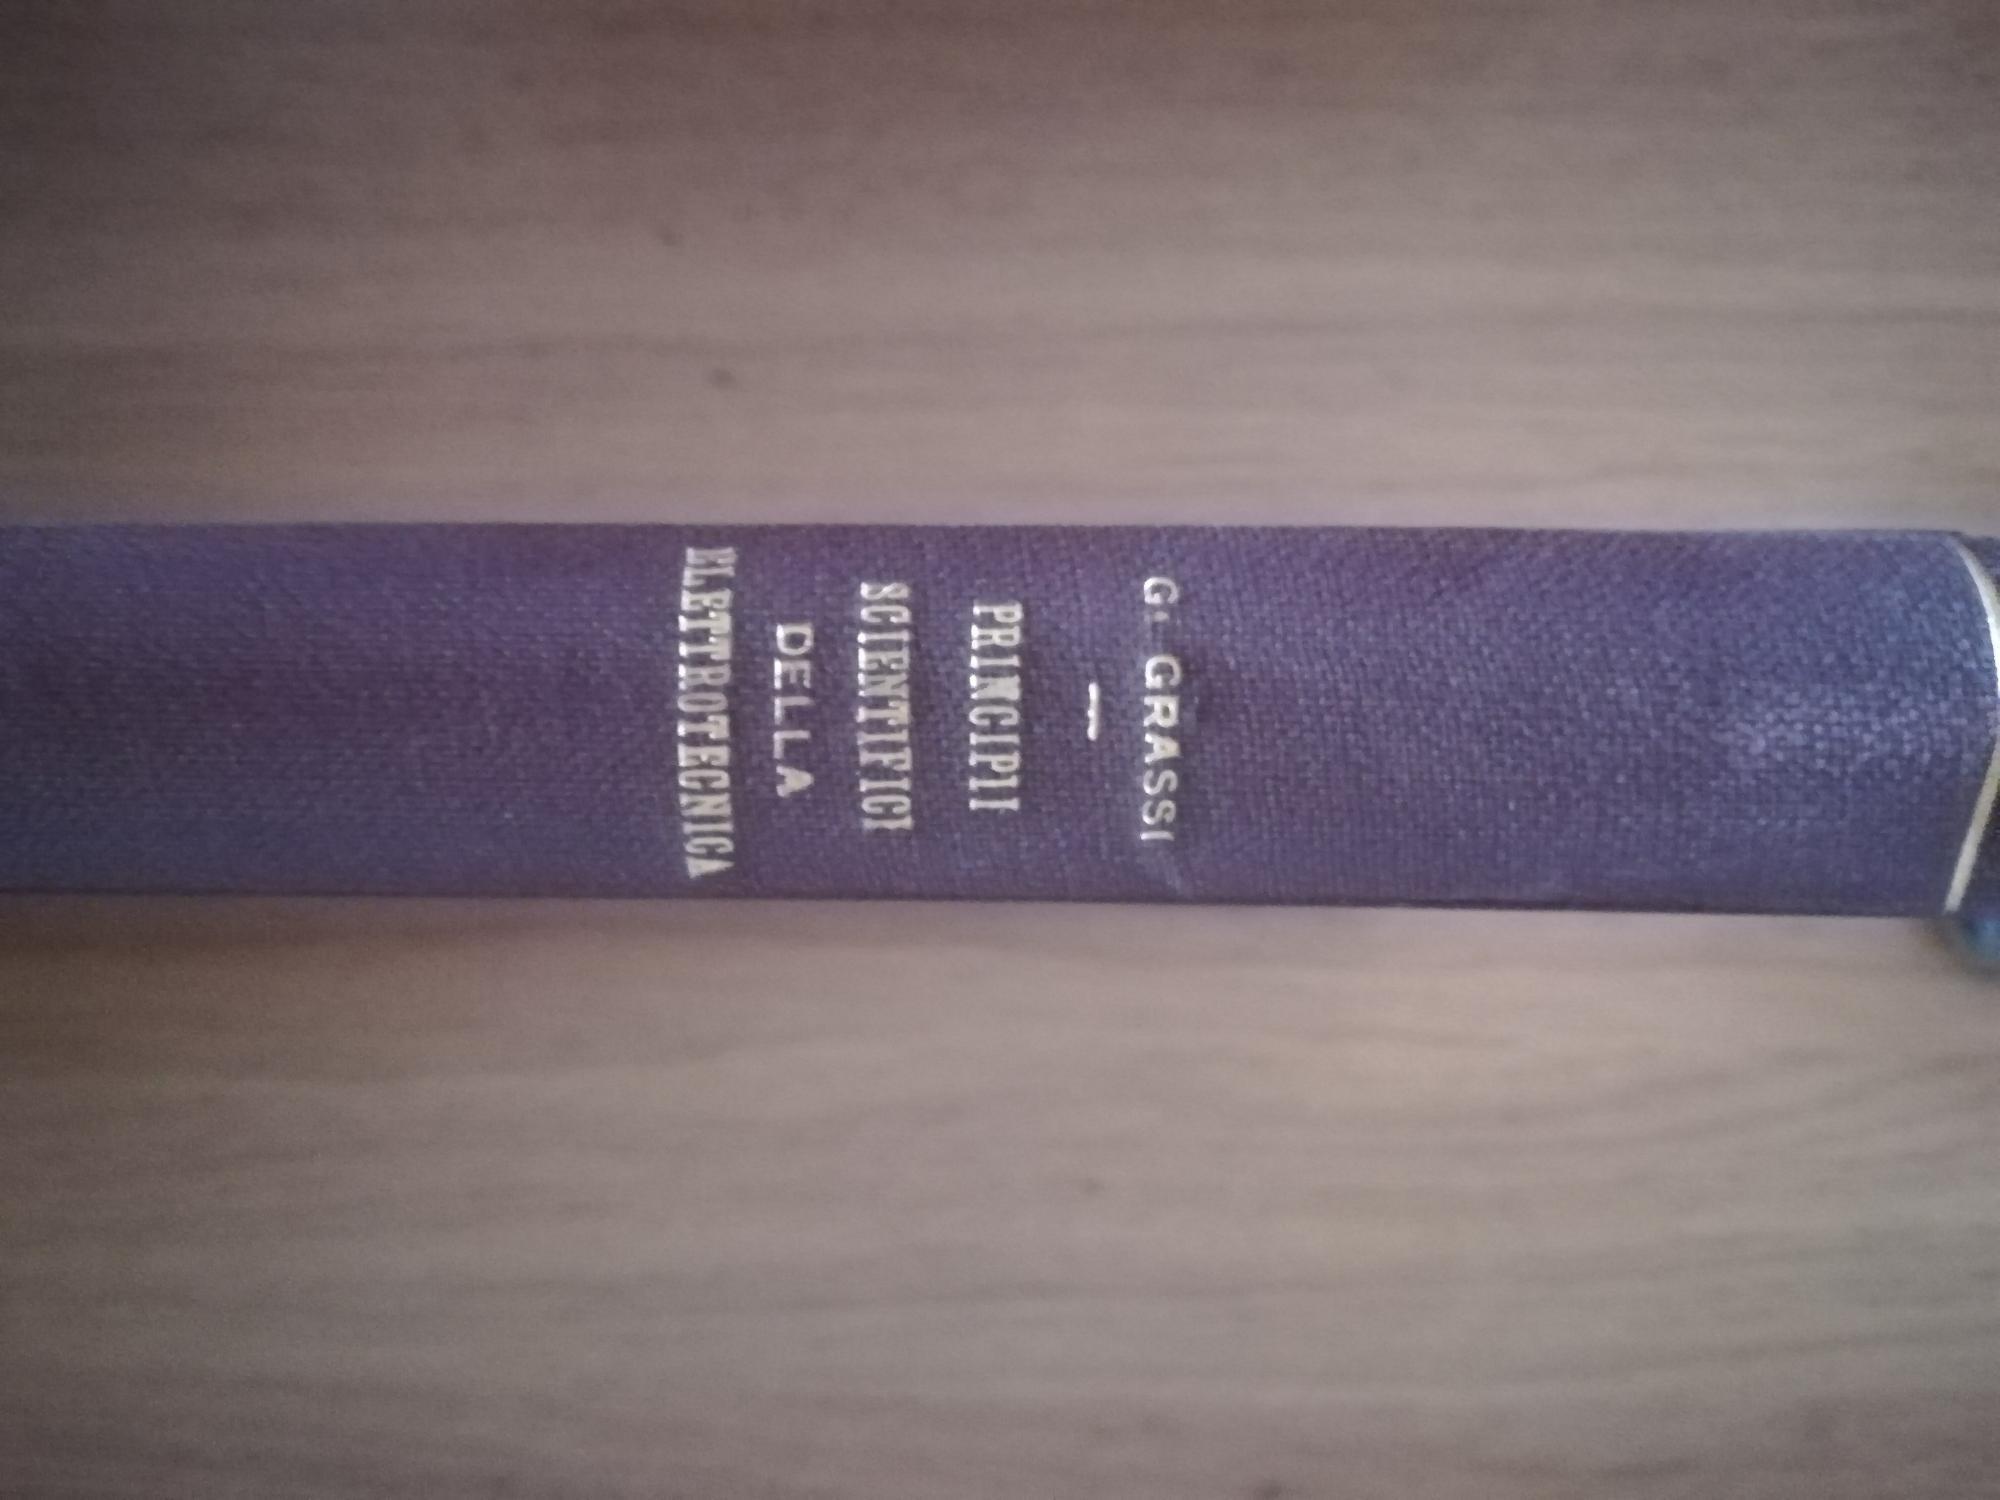 G. GRASSI
—
PRINCIPII
SCIENTIFICI
DELLA
ELETTROTECNICA